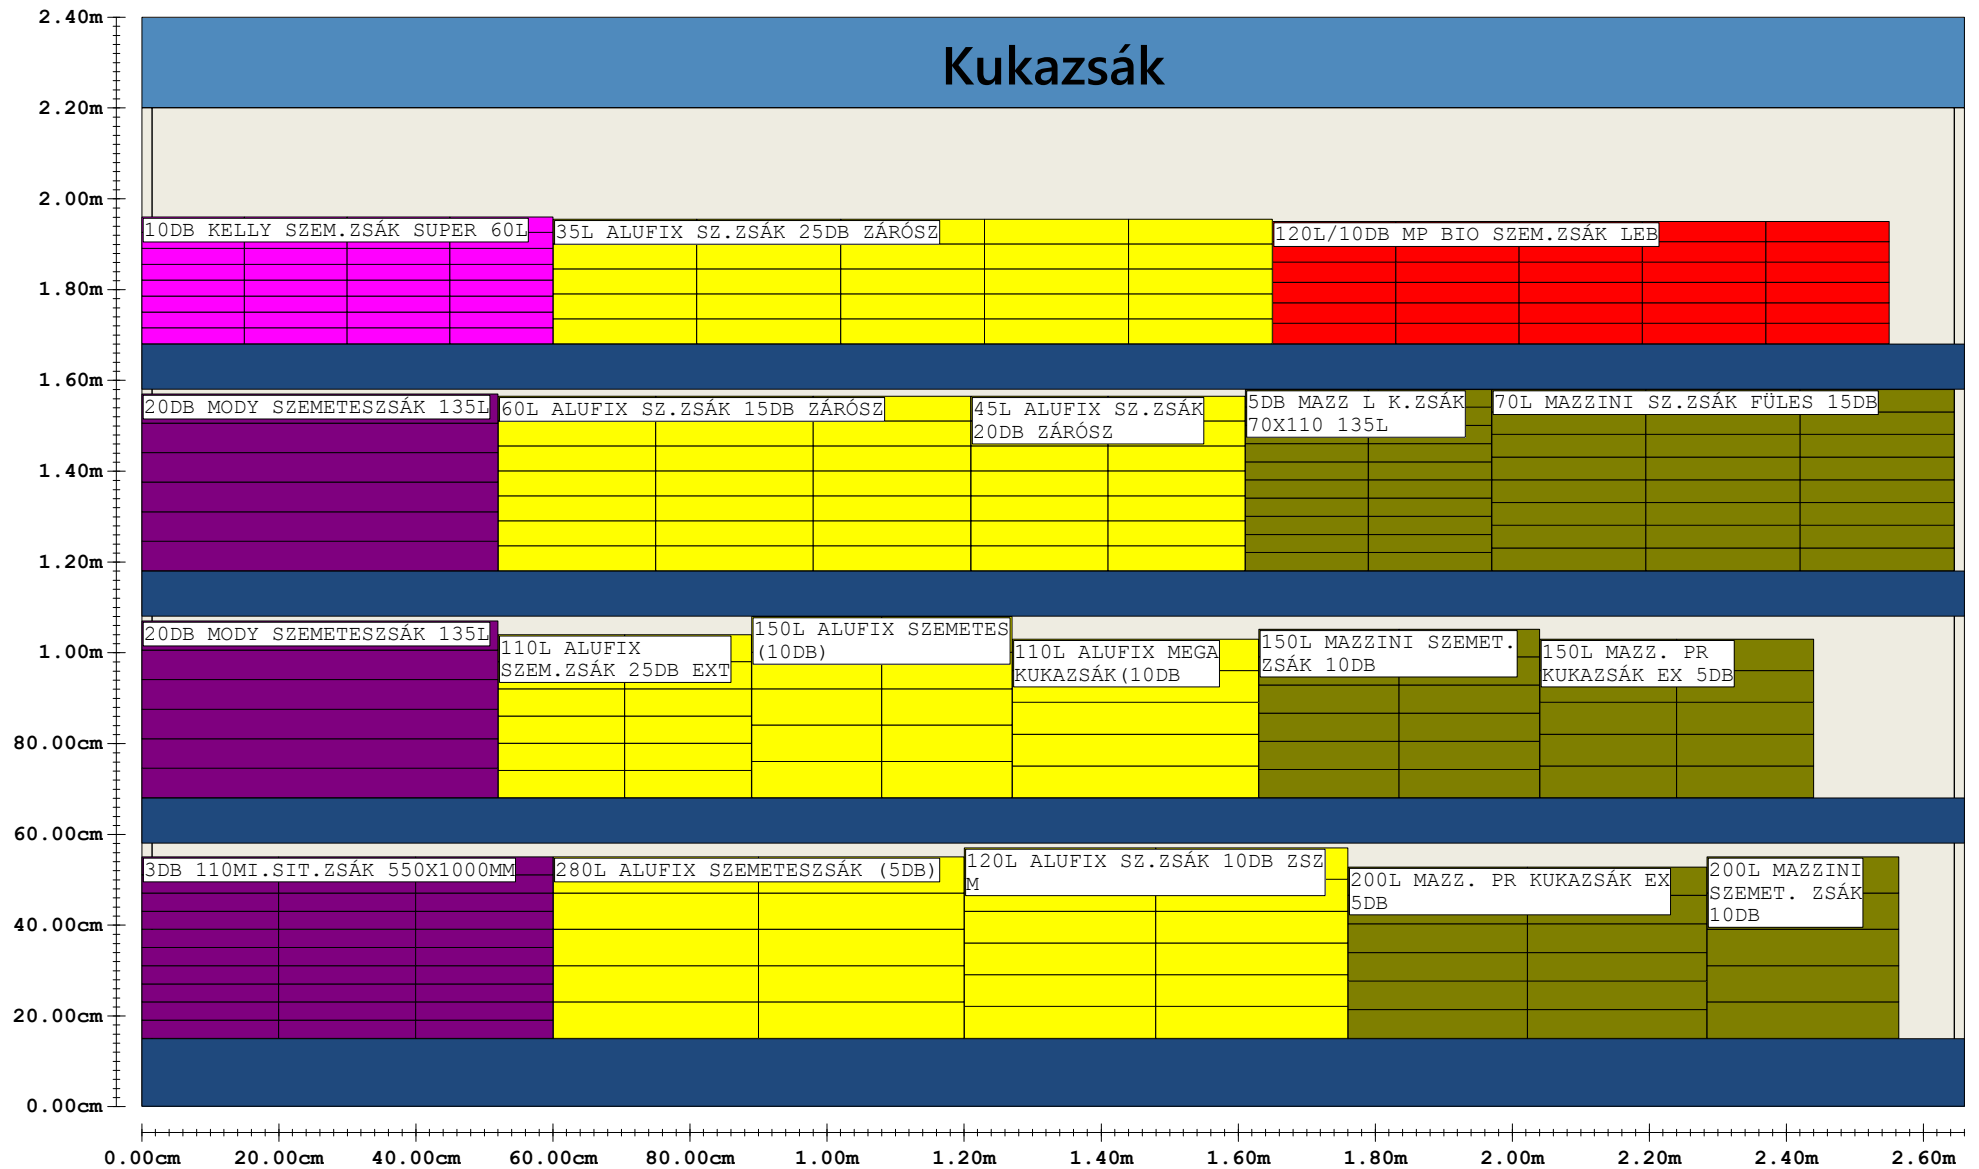 Kukazsák
2.40m
2.20m
2.00m
1.80m
1.60m
1.40m
1.20m
1.00m
80.00cm
60.00cm
40.00cm
20.00cm
0.00cm
10DB KELLY SZEM.ZSÁK SUPER 60L
35L ALUFIX SZ.ZSÁK 25DB ZÁRÓSZ
120L/10DB MP BIO SZEM.ZSÁK LEB
20DB MODY SZEMETESZSÁK 135L
60L ALUFIX SZ.ZSÁK 15DB ZÁRÓSZ
45L ALUFIX SZ.ZSÁK
20DB ZÁRÓSZ
5DB MAZZ L K.ZSÁK
70X110 135L
70L MAZZINI SZ.ZSÁK FÜLES 15DB
20DB MODY SZEMETESZSÁK 135L
110L ALUFIX
SZEM.ZSÁK 25DB EXT
150L ALUFIX SZEMETES
(10DB)
110L ALUFIX MEGA
KUKAZSÁK(10DB
150L MAZZINI SZEMET.
ZSÁK 10DB
150L MAZZ. PR
KUKAZSÁK EX 5DB
3DB 110MI.SIT.ZSÁK 550X1000MM
280L ALUFIX SZEMETESZSÁK (5DB)
120L ALUFIX SZ.ZSÁK 10DB ZSZ
M
200L MAZZ. PR KUKAZSÁK EX
5DB
200L MAZZINI
SZEMET. ZSÁK
10DB
0.00cm 20.00cm 40.00cm 60.00cm 80.00cm 1.00m 1.20m 1.40m 1.60m 1.80m 2.00m 2.20m 2.40m 2.60m